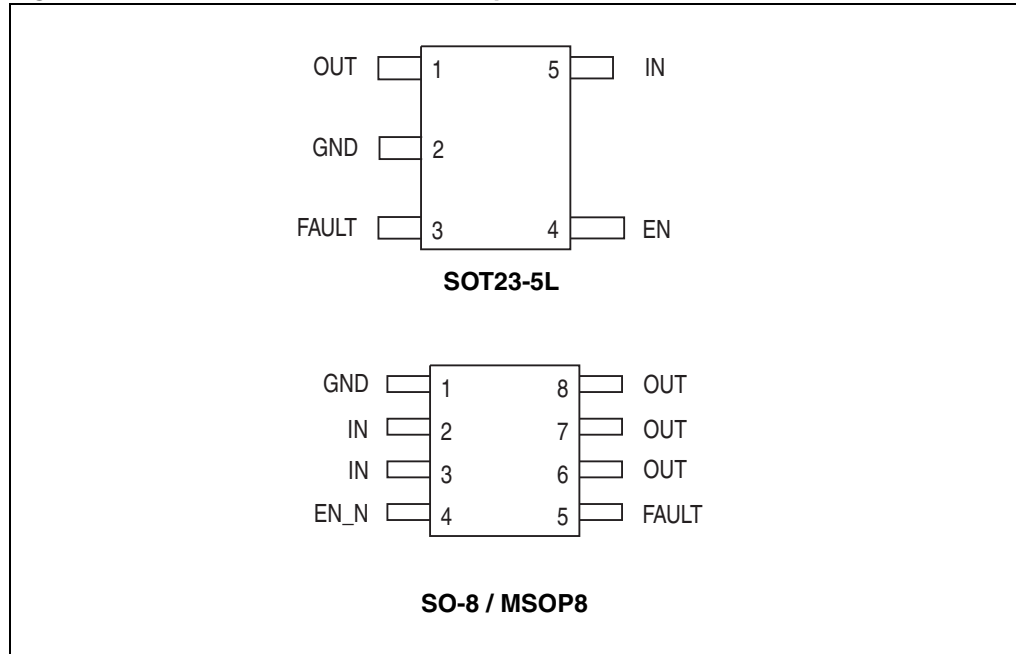 OUT 1 5 IN
GND 2
FAULT 3 4 EN
SOT23-5L
GND 1 8 OUT
IN 2 7 OUT
IN 3 6 OUT
EN_N 4 5 FAULT
SO-8 / MSOP8